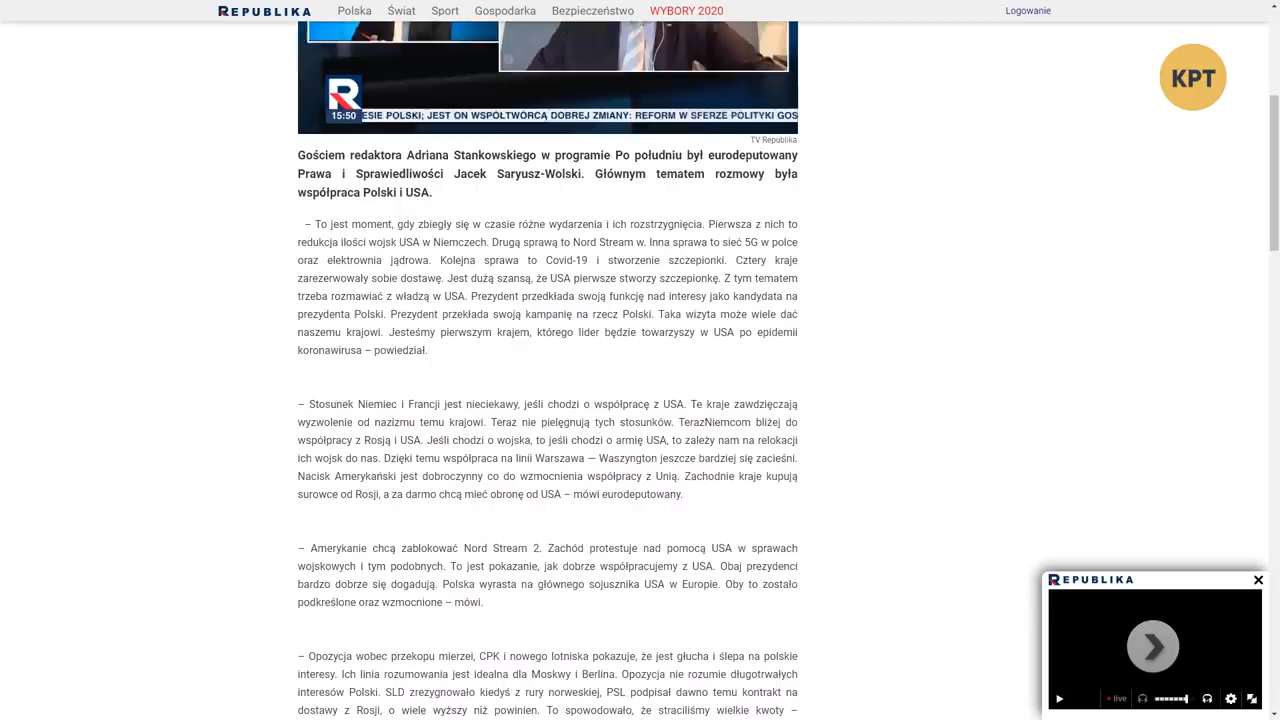 REPUBLIKA Polska Świat Sport Gospodarka Bezpieczeństwo WYBORY 2020 Logowanie
KPT
R
15:50 ESIE POLSKI; JEST ON WSPÓŁTWÓRCĄ DOBREJ ZMIANY: REFORM W SFERZE POLITYKI GOS
TV Republika
Gościem redaktora Adriana Stankowskiego w programie Po południu był eurodeputowany
Prawa i Sprawiedliwości Jacek Saryusz-Wolski. Głównym tematem rozmowy była
współpraca Polski i USA.
– To jest moment, gdy zbiegły się w czasie różne wydarzenia i ich rozstrzygnięcia. Pierwsza z nich to
redukcja ilości wojsk USA w Niemczech. Drugą sprawą to Nord Stream w. Inna sprawa to sieć 5G w polce
oraz elektrownia jądrowa. Kolejna sprawa to Covid-19 i stworzenie szczepionki. Cztery kraje
zarezerwowały sobie dostawę. Jest dużą szansą, że USA pierwsze stworzy szczepionkę. Z tym tematem
trzeba rozmawiać z władzą w USA. Prezydent przedkłada swoją funkcję nad interesy jako kandydata na
prezydenta Polski. Prezydent przekłada swoją kampanię na rzecz Polski. Taka wizyta może wiele dać
naszemu krajowi. Jesteśmy pierwszym krajem, którego lider będzie towarzyszy w USA po epidemii
koronawirusa – powiedział.
– Stosunek Niemiec i Francji jest nieciekawy, jeśli chodzi o współpracę z USA. Te kraje zawdzięczają
wyzwolenie od nazizmu temu krajowi. Teraz nie pielęgnują tych stosunków. TerazNiemcom bliżej do
współpracy z Rosją i USA. Jeśli chodzi o wojska, to jeśli chodzi o armię USA, to zależy nam na relokacji
ich wojsk do nas. Dzięki temu współpraca na linii Warszawa — Waszyngton jeszcze bardziej się zacieśni.
Nacisk Amerykański jest dobroczynny co do wzmocnienia współpracy z Unią. Zachodnie kraje kupują
surowce od Rosji, a za darmo chcą mieć obronę od USA – mówi eurodeputowany.
– Amerykanie chcą zablokować Nord Stream 2. Zachód protestuje nad pomocą USA w sprawach
wojskowych i tym podobnych. To jest pokazanie, jak dobrze współpracujemy z USA. Obaj prezydenci
bardzo dobrze się dogadują. Polska wyrasta na głównego sojusznika USA w Europie. Oby to zostało
podkreślone oraz wzmocnione – mówi.
– Opozycja wobec przekopu mierzei, CPK i nowego lotniska pokazuje, że jest głucha i ślepa na polskie
interesy. Ich linia rozumowania jest idealna dla Moskwy i Berlina. Opozycja nie rozumie długotrwałych
interesów Polski. SLD zrezygnowało kiedyś z rury norweskiej, PSL podpisał dawno temu kontrakt na
dostawy z Rosji, o wiele wyższy niż powinien. To spowodowało, że straciliśmy wielkie kwoty –
REPUBLIKA
live